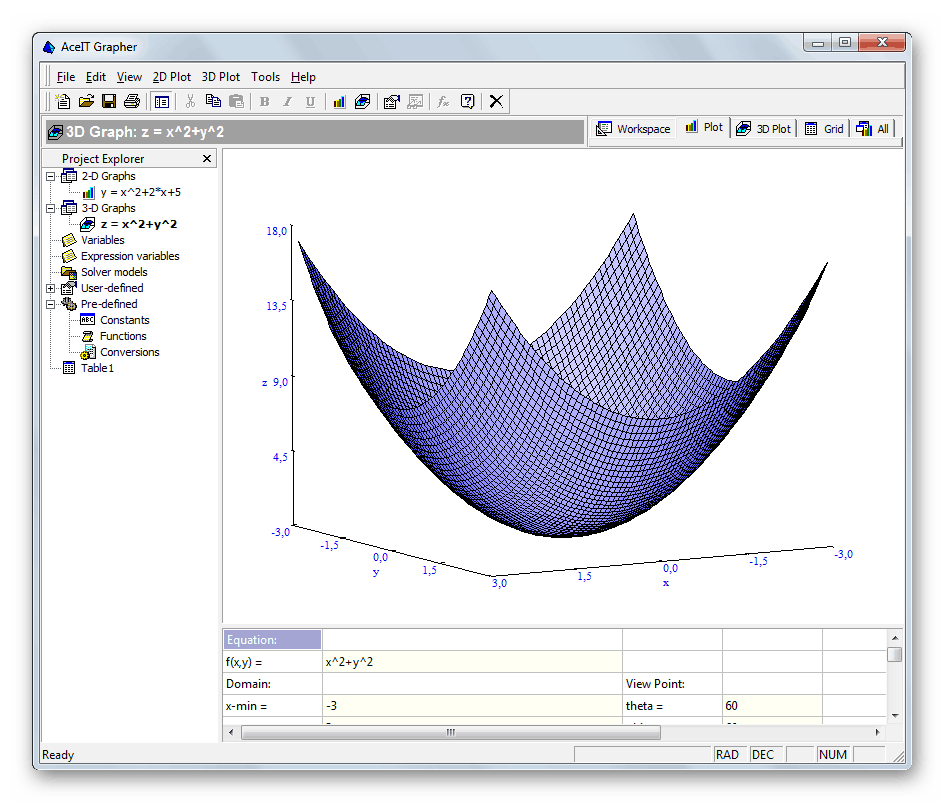 AceIT Grapher
File Edit View 2D Plot 3D Plot Tools Help
B I U fx
3D Graph: z = x^2+y^2
Workspace Plot 3D Plot Grid All
Project Explorer
2-D Graphs
y = x^2+2*x+5
3-D Graphs
z = x^2+y^2
Variables
Expression variables
Solver models
User-defined
Pre-defined
ABC Constants
Functions
Conversions
Table1
18,0
13,5
z 9,0
4,5
-3,0
-1,5
0,0
y
1,5
3,0
1,5
0,0
x
-1,5
-3,0
Equation:
f(x,y) = x^2+y^2
Domain: View Point:
x-min = -3 theta = 60
Ready RAD DEC NUM